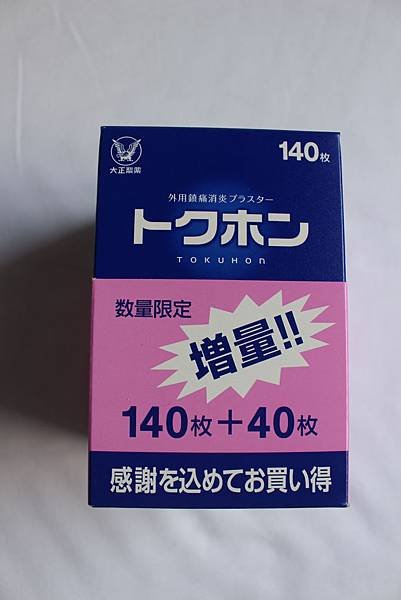 140枚
大正製薬
外用鎮痛消炎プラスター
トクホン
TOKUHON
数量限定
増量!!
140枚+40枚
感謝を込めてお買い得